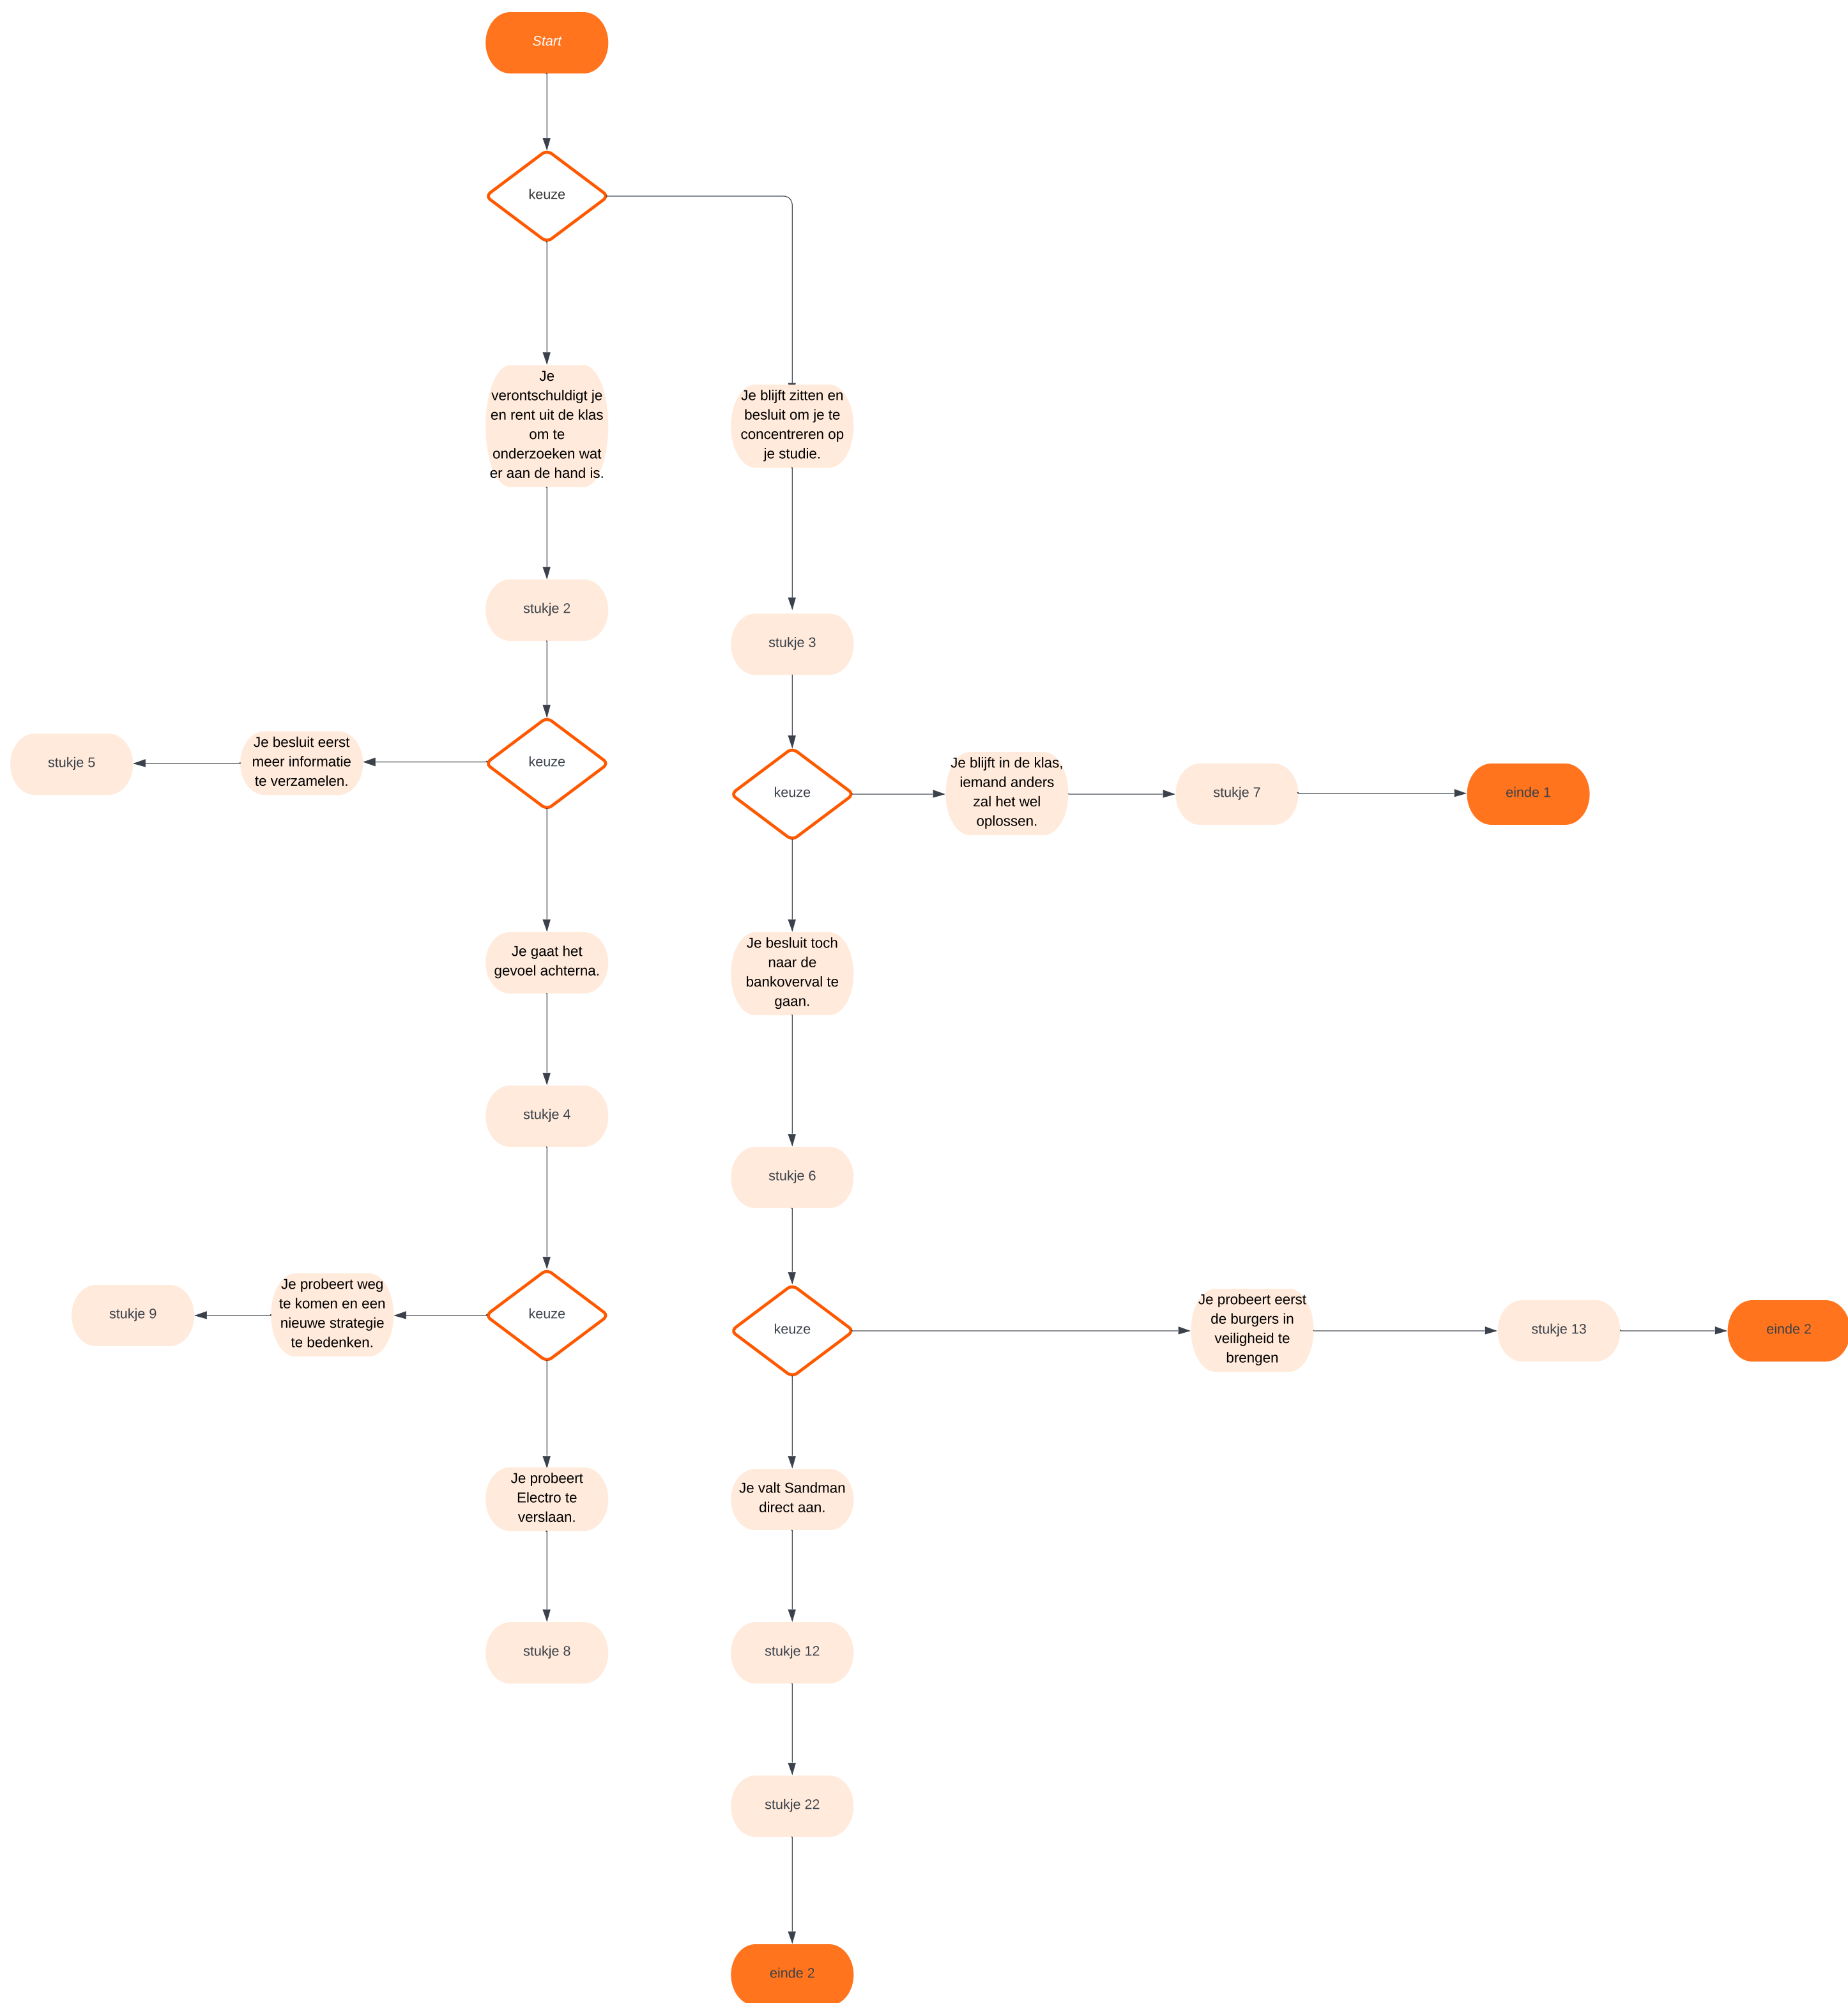 Start
keuze
Je
verontschuldigt je
en rent uit de klas
om te
onderzoeken wat
er aan de hand is.
Je blijft zitten en
besluit om je te
concentreren op
je studie.
stukje 2
stukje 3
stukje 5
Je besluit eerst
meer informatie
te verzamelen.
keuze
keuze
Je blijft in de klas,
iemand anders
zal het wel
oplossen.
stukje 7
einde 1
Je gaat het
gevoel achterna.
Je besluit toch
naar de
bankoverval te
gaan.
stukje 4
stukje 6
stukje 9
Je probeert weg
te komen en een
nieuwe strategie
te bedenken.
keuze
keuze
Je probeert eerst
de burgers in
veiligheid te
brengen
stukje 13
einde 2
Je probeert
Electro te
verslaan.
Je valt Sandman
direct aan.
stukje 8
stukje 12
stukje 22
einde 2